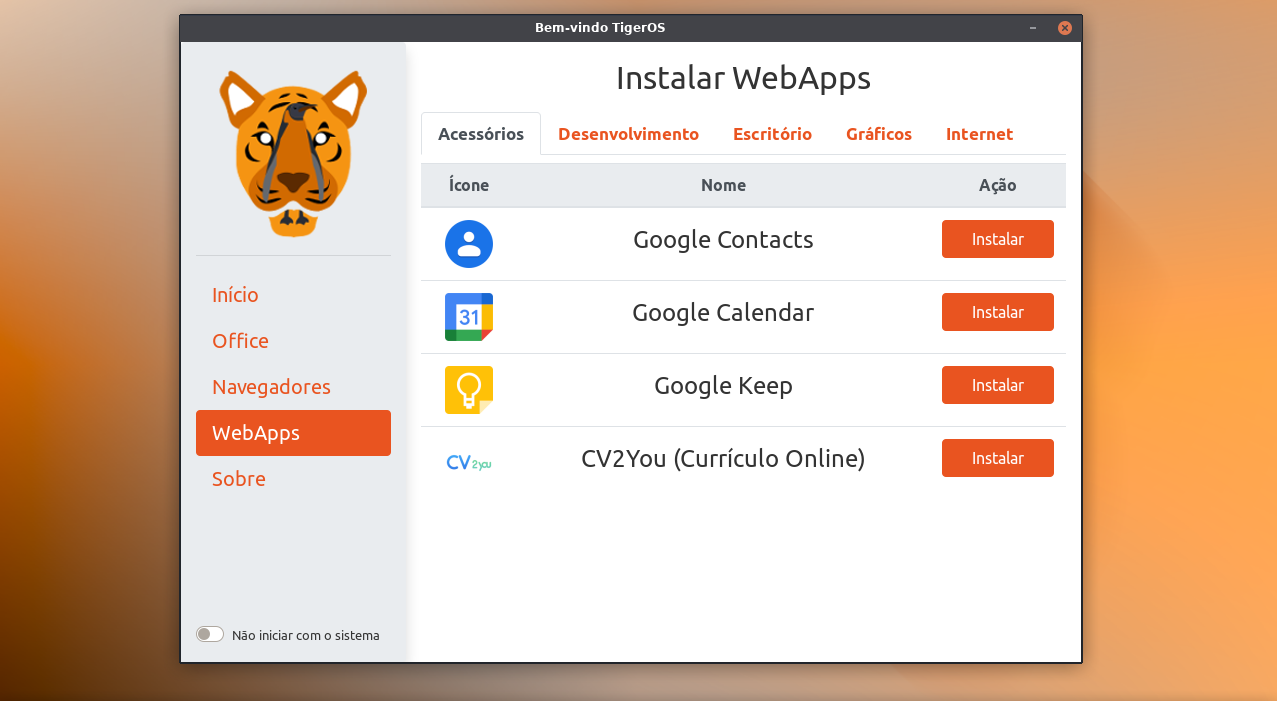 Bem-vindo TigerOS
Instalar WebApps
Acessórios Desenvolvimento Escritório Gráficos Internet
Ícone Nome Ação
Google Contacts Instalar
31 Google Calendar Instalar
Google Keep Instalar
CV2you CV2You (Currículo Online) Instalar
Início
Office
Navegadores
WebApps
Sobre
Não iniciar com o sistema